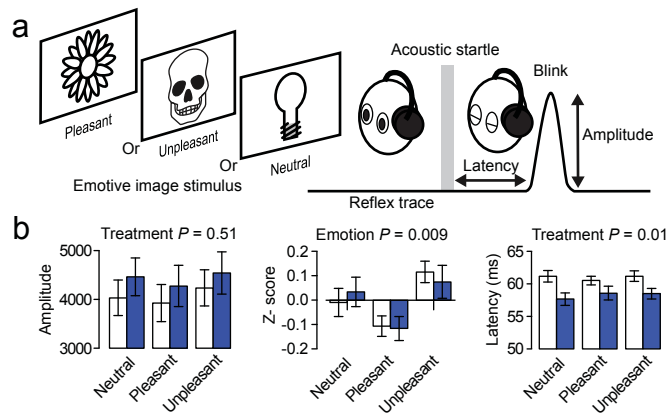 a
Acoustic startle
Blink
Amplitude
Latency
Pleasant
Or
Unpleasant
Or
Neutral
Emotive image stimulus
Reflex trace
b
Treatment P = 0.51
Amplitude
5000
4000
3000
Neutral
Pleasant
Unpleasant
Emotion P = 0.009
Z- score
0.2
0.1
0.0
-0.1
-0.2
Neutral
Pleasant
Unpleasant
Treatment P = 0.01
Latency (ms)
65
60
55
50
Neutral
Pleasant
Unpleasant